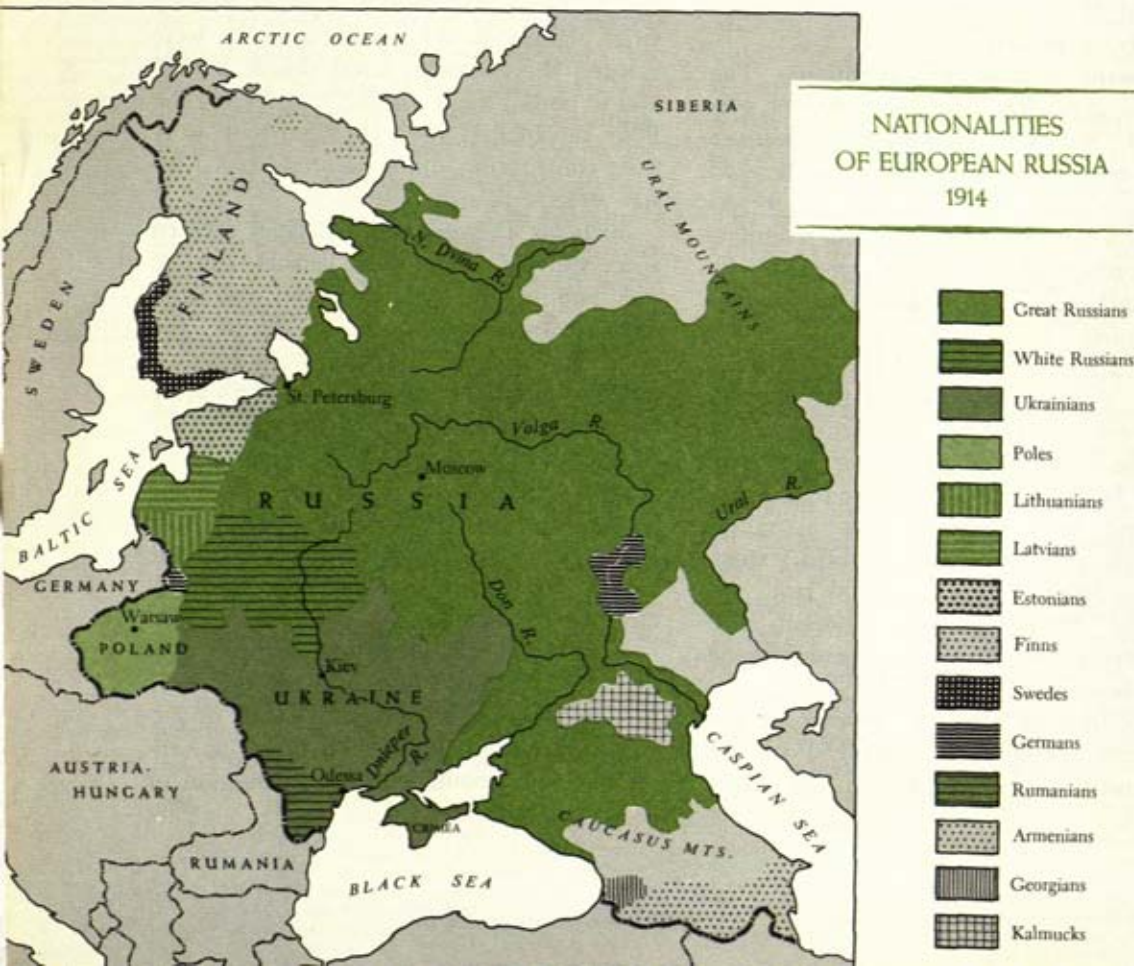 ARCTIC OCEAN
SIBERIA
NATIONALITIES
OF EUROPEAN RUSSIA
1914
URAL MOUNTAINS
N. Dvina R.
FINLAND
SWEDEN
St. Petersburg
Volga R.
Moscow
RUSSIA
Ural R.
BALTIC SEA
GERMANY
Don R.
Warsaw
POLAND
Kiev
UKRAINE
Dnieper R.
AUSTRIA-
HUNGARY
Odessa
CRIMEA
CASPIAN SEA
CAUCASUS MTS.
RUMANIA
BLACK SEA
Great Russians
White Russians
Ukrainians
Poles
Lithuanians
Latvians
Estonians
Finns
Swedes
Germans
Rumanians
Armenians
Georgians
Kalmucks